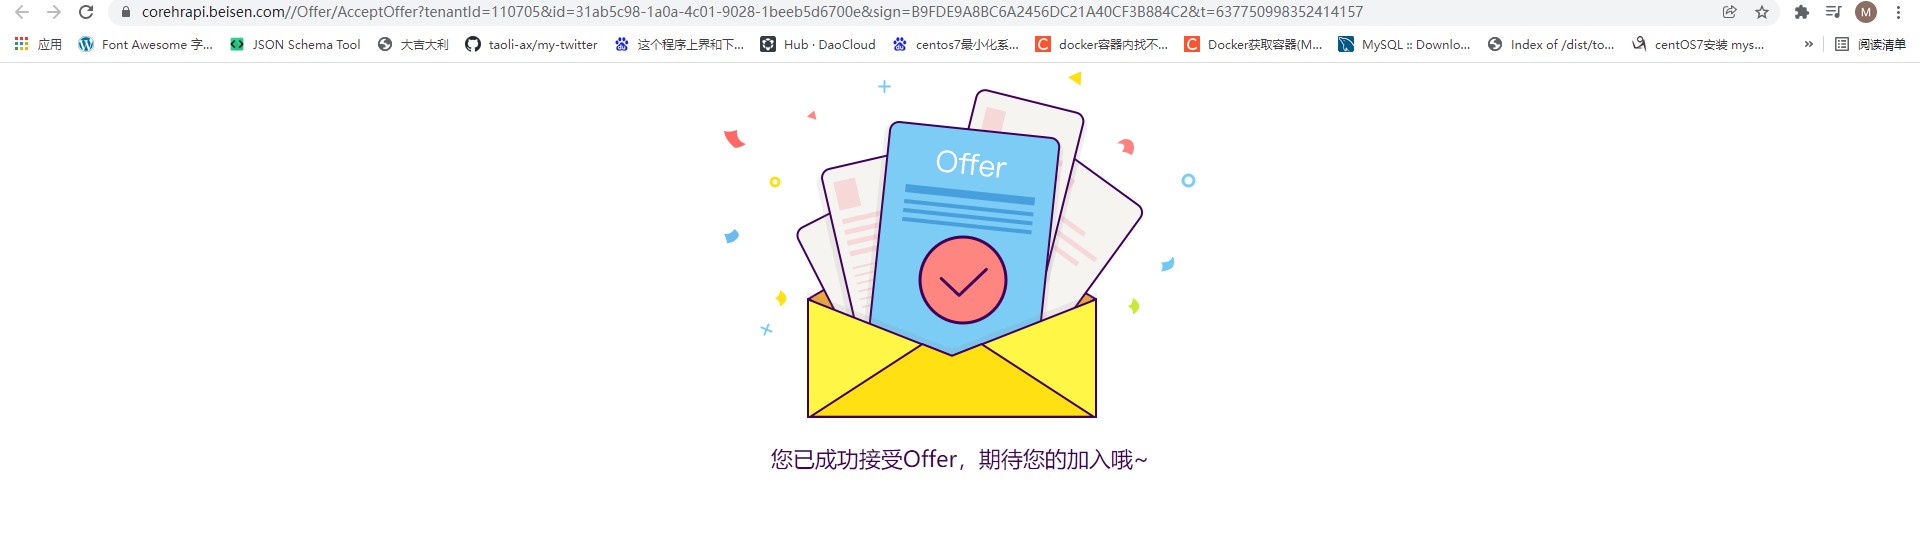 corehrapi.beisen.com//Offer/AcceptOffer?tenantId=110705&id=31ab5c98-1a0a-4c01-9028-1beeb5d6700e&sign=B9FDE9A8BC6A2456DC21A40CF3B884C2&t=637750998352414157
M
应用 Font Awesome 字... JSON Schema Tool 大吉大利 taoli-ax/my-twitter 这个程序上界和下... Hub · DaoCloud centos7最小化系... C docker容器内找不... C Docker获取容器(M... MySQL :: Downlo... Index of /dist/to... centOS7安装 mys... » 阅读清单
Offer
您已成功接受Offer，期待您的加入哦~